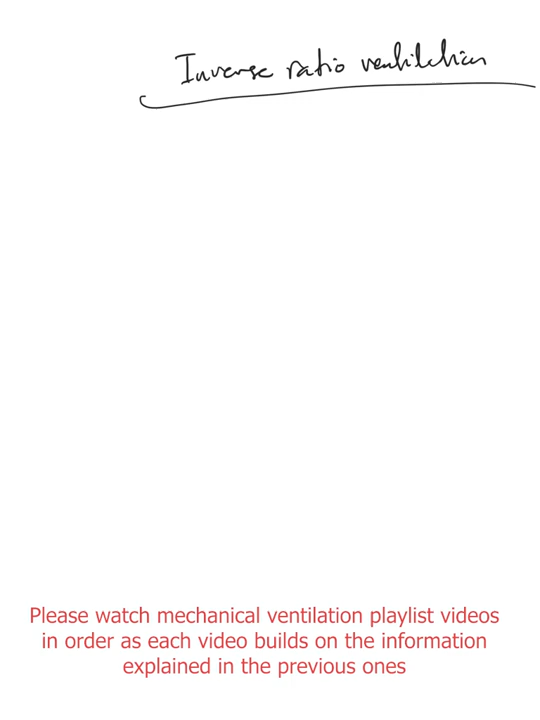 Inverse ratio ventilation
Please watch mechanical ventilation playlist videos
in order as each video builds on the information
explained in the previous ones